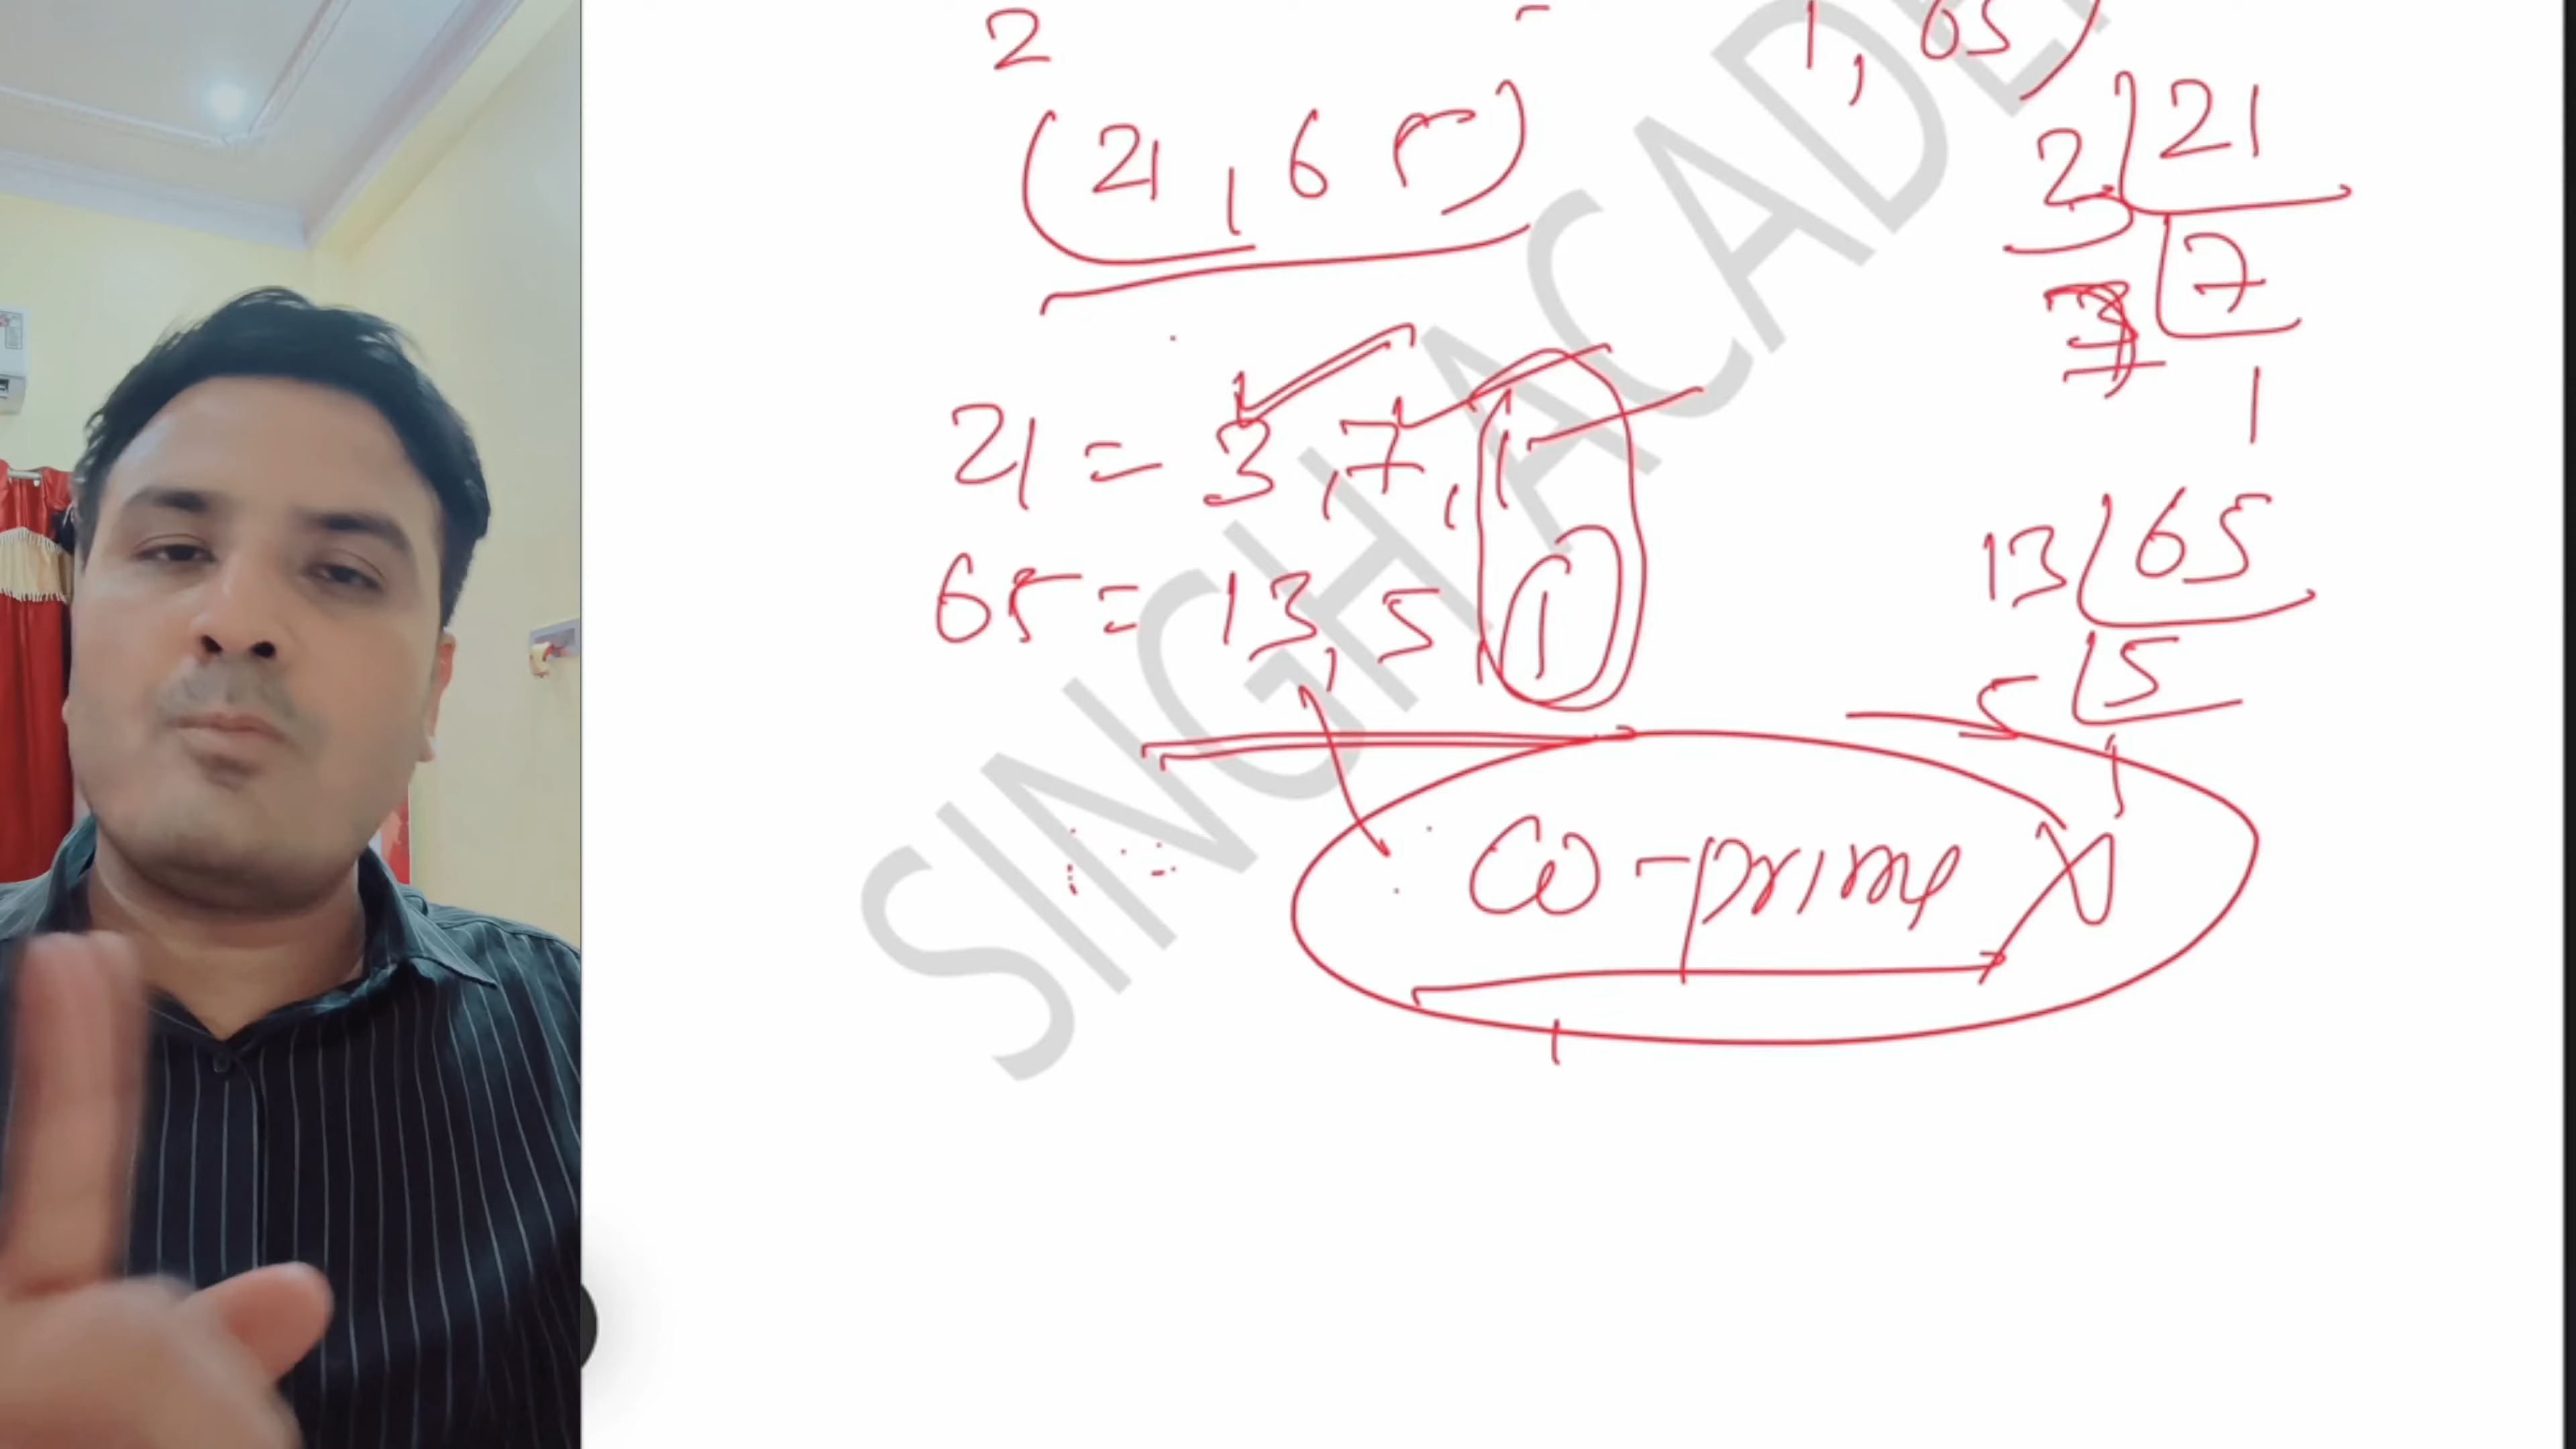 2
1, 65)
(21, 65)
21 = 3, 7, 1
65 = 13, 5, 1
3 21
7 7
1
13 65
5 5
1
Co-prime
SINGH ACADE